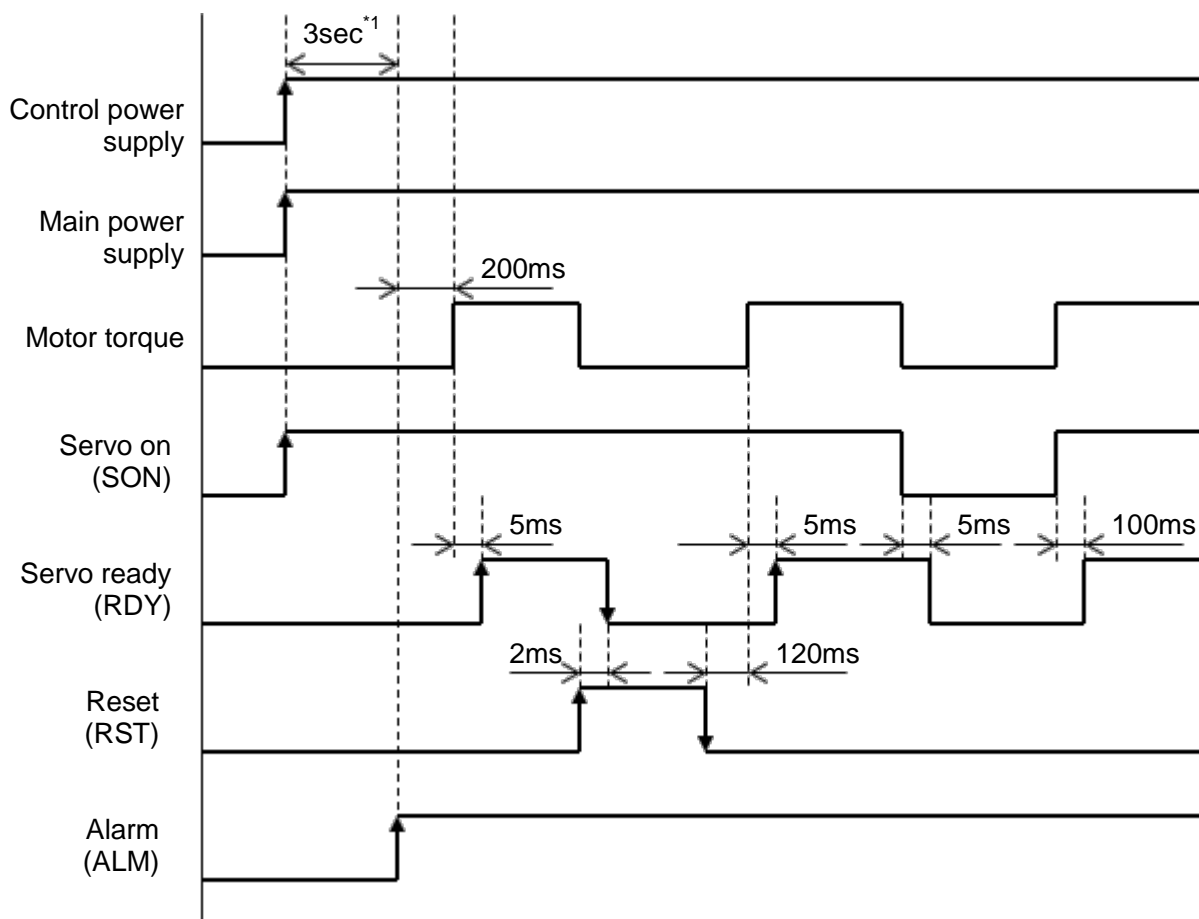 3sec*1
Control power
supply
Main power
supply
200ms
Motor torque
Servo on
(SON)
5ms
5ms
5ms
100ms
Servo ready
(RDY)
2ms
120ms
Reset
(RST)
Alarm
(ALM)